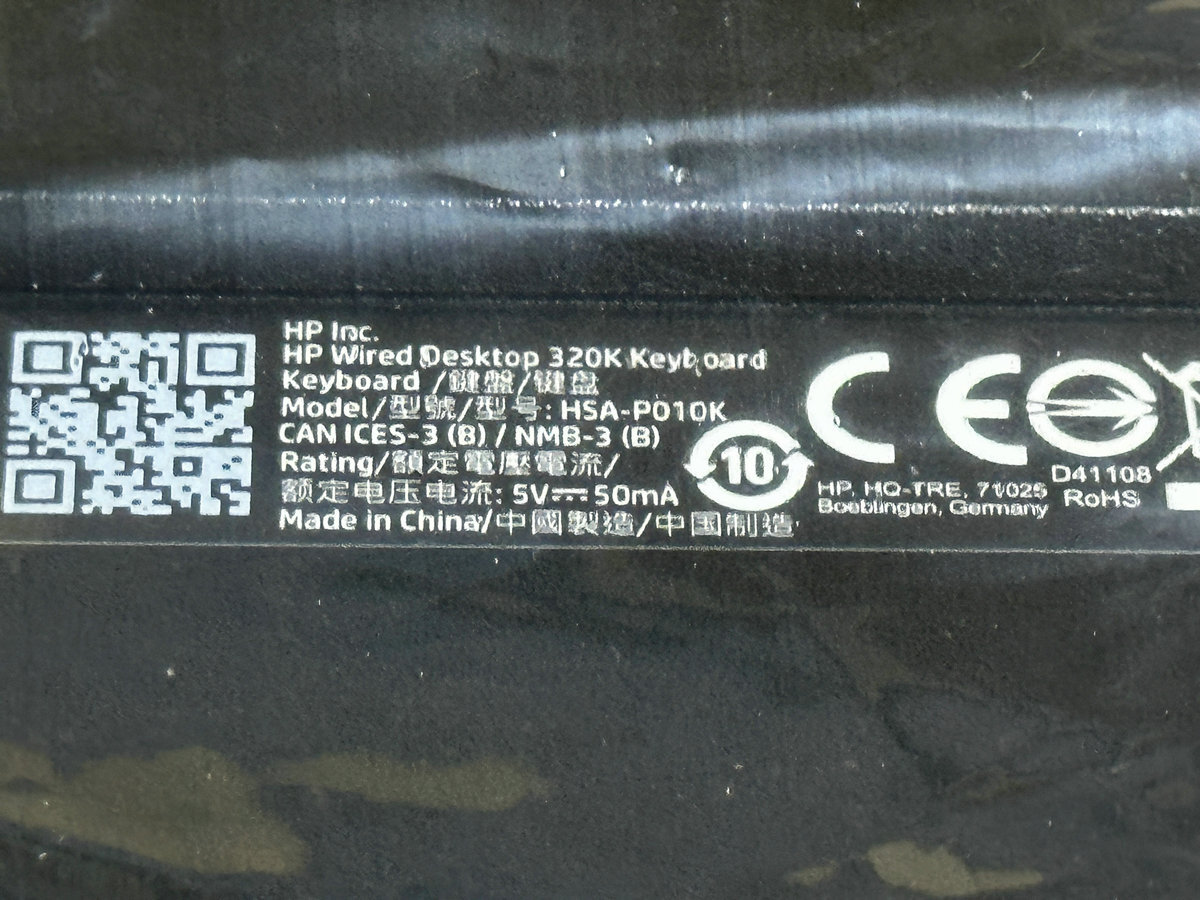 HP Inc.
HP Wired Desktop 320K Keyboard
Keyboard /鍵盤/键盘
Model/型號/型号: HSA-P010K
CAN ICES-3 (B) / NMB-3 (B)
Rating/額定電壓電流/
额定电压电流: 5V⎓50mA
Made in China/中國製造/中国制造
10
CE
HP, HQ-TRE, 71025
Boeblingen, Germany
D41108
RoHS